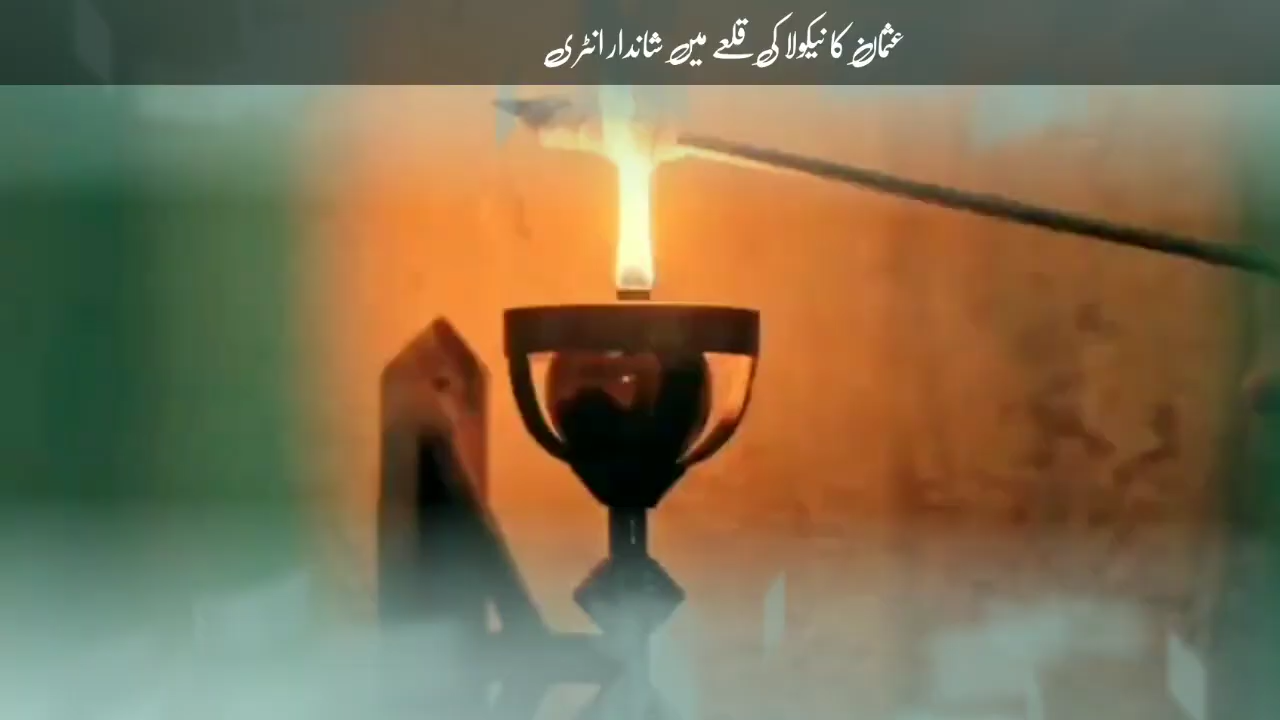 عثمان کا نیکولا کی قلعے میں شاندار انٹری